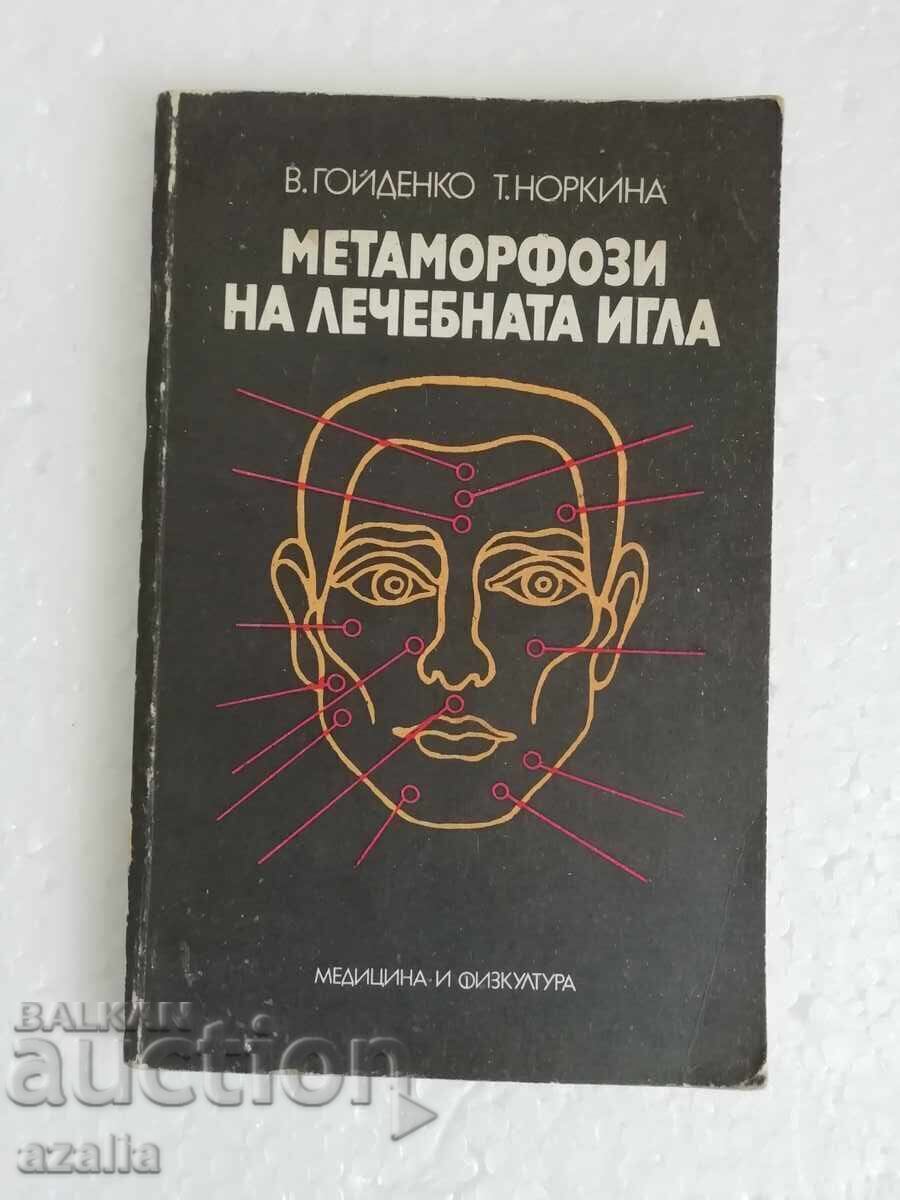 В. ГОЙДЕНКО Т. НОРКИНА
МЕТАМОРФОЗИ
НА ЛЕЧЕБНАТА ИГЛА
МЕДИЦИНА И ФИЗКУЛТУРА
BALKAN
auction
azalia